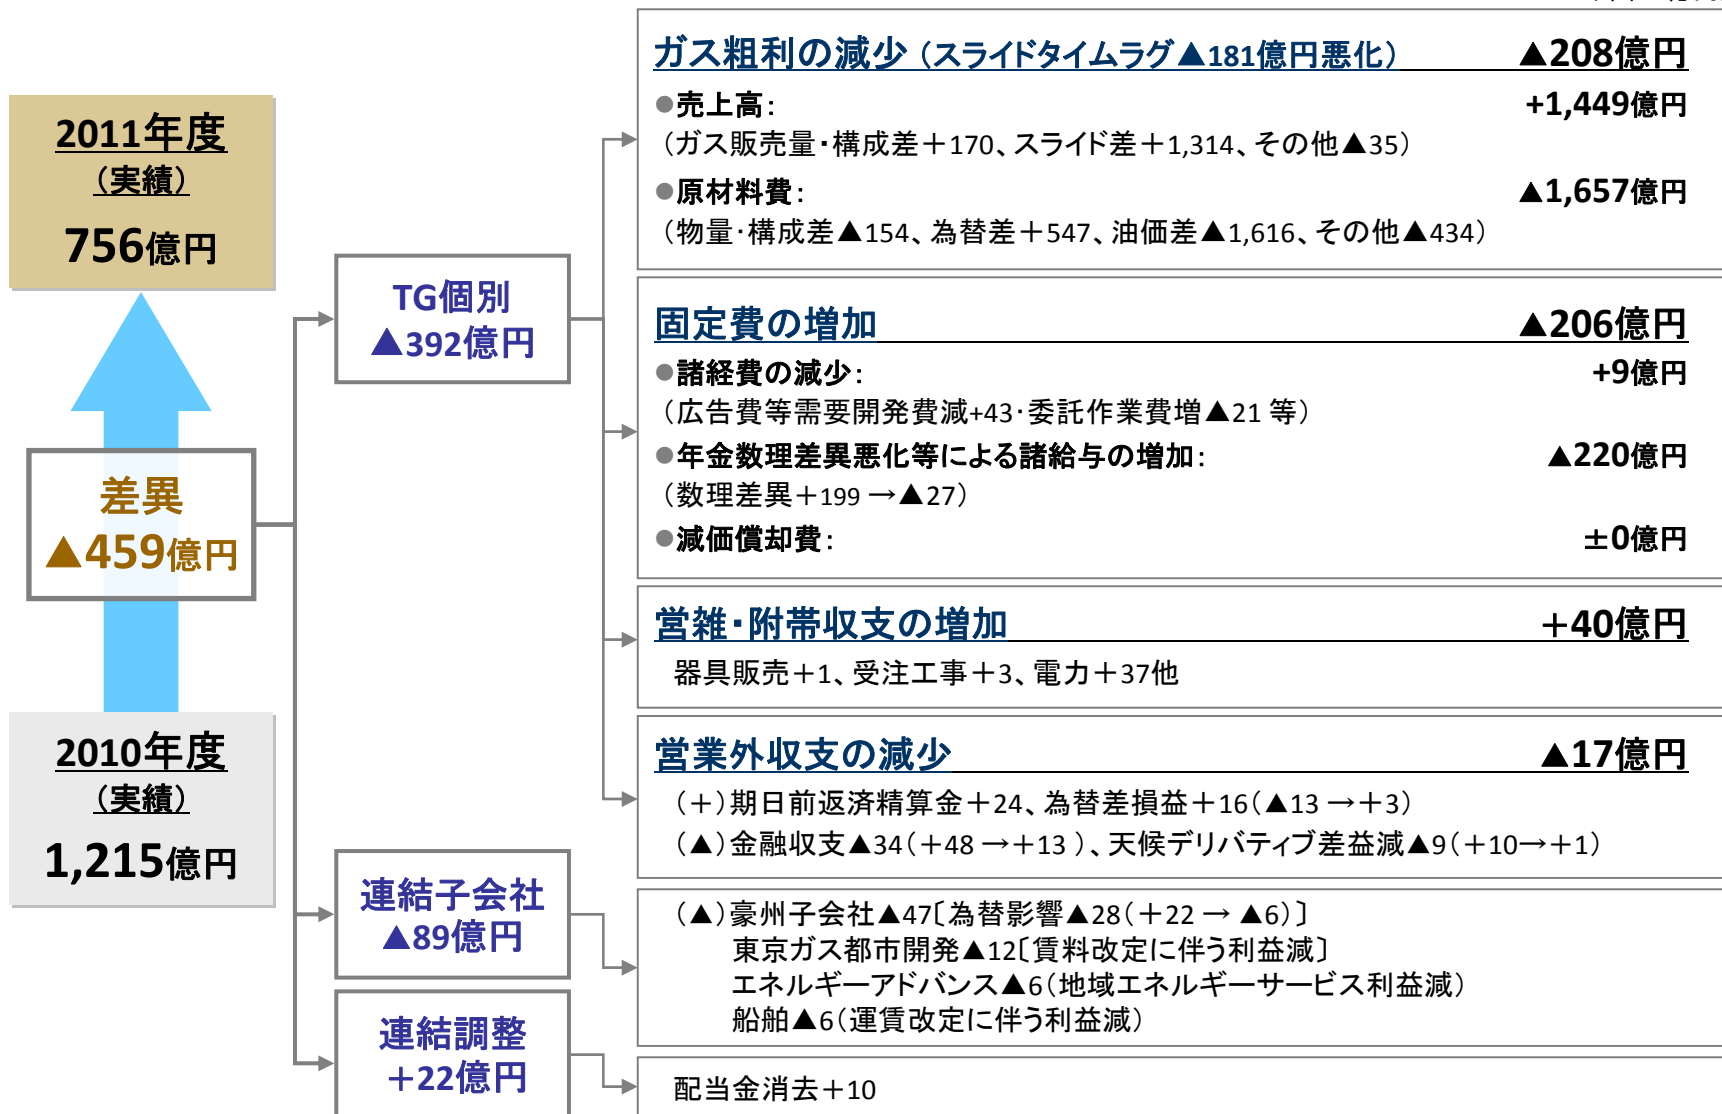 2011年度
（実績）
756億円
差異
▲459億円
2010年度
（実績）
1,215億円
TG個別
▲392億円
連結子会社
▲89億円
連結調整
＋22億円
ガス粗利の減少（スライドタイムラグ▲181億円悪化） ▲208億円
●売上高： +1,449億円
（ガス販売量・構成差＋170、スライド差＋1,314、その他▲35）
●原材料費： ▲1,657億円
（物量・構成差▲154、為替差＋547、油価差▲1,616、その他▲434）
固定費の増加 ▲206億円
●諸経費の減少： +9億円
（広告費等需要開発費減+43・委託作業費増▲21 等）
●年金数理差異悪化等による諸給与の増加： ▲220億円
（数理差異＋199 →▲27）
●減価償却費： ±0億円
営雑・附帯収支の増加 ＋40億円
器具販売＋1、受注工事＋3、電力＋37他
営業外収支の減少 ▲17億円
（＋）期日前返済精算金＋24、為替差損益＋16（▲13 →＋3）
（▲）金融収支▲34（＋48 →＋13 ）、天候デリバティブ差益減▲9（＋10→＋1）
（▲）豪州子会社▲47〔為替影響▲28（＋22 → ▲6）〕
東京ガス都市開発▲12〔賃料改定に伴う利益減〕
エネルギーアドバンス▲6（地域エネルギーサービス利益減）
船舶▲6（運賃改定に伴う利益減）
配当金消去＋10